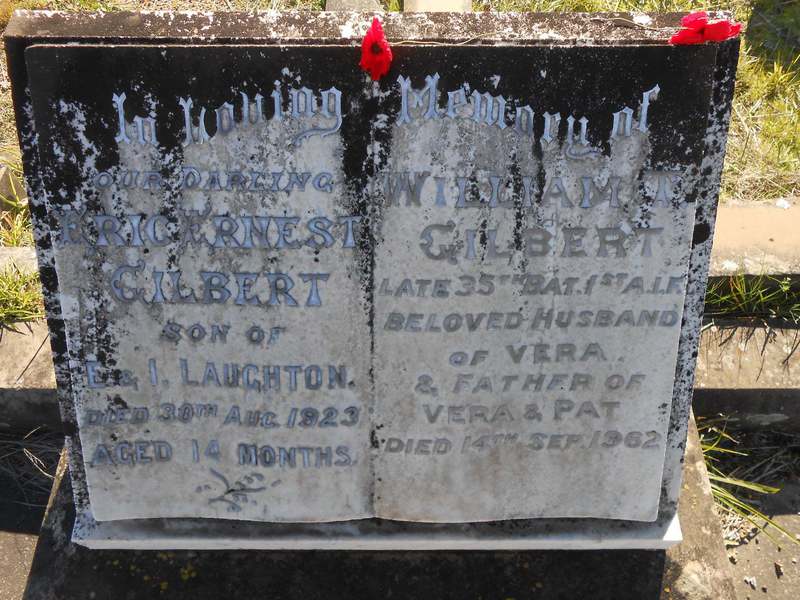 In Loving Memory of
OUR DARLING
ERIC ERNEST
GILBERT
SON OF
E & I. LAUGHTON.
DIED 30TH AUG. 1923
AGED 14 MONTHS.
WILLIAM T.
GILBERT
LATE 35TH BAT. 1ST A.I.F.
BELOVED HUSBAND
OF VERA
& FATHER OF
VERA & PAT
DIED 14TH SEP. 1962